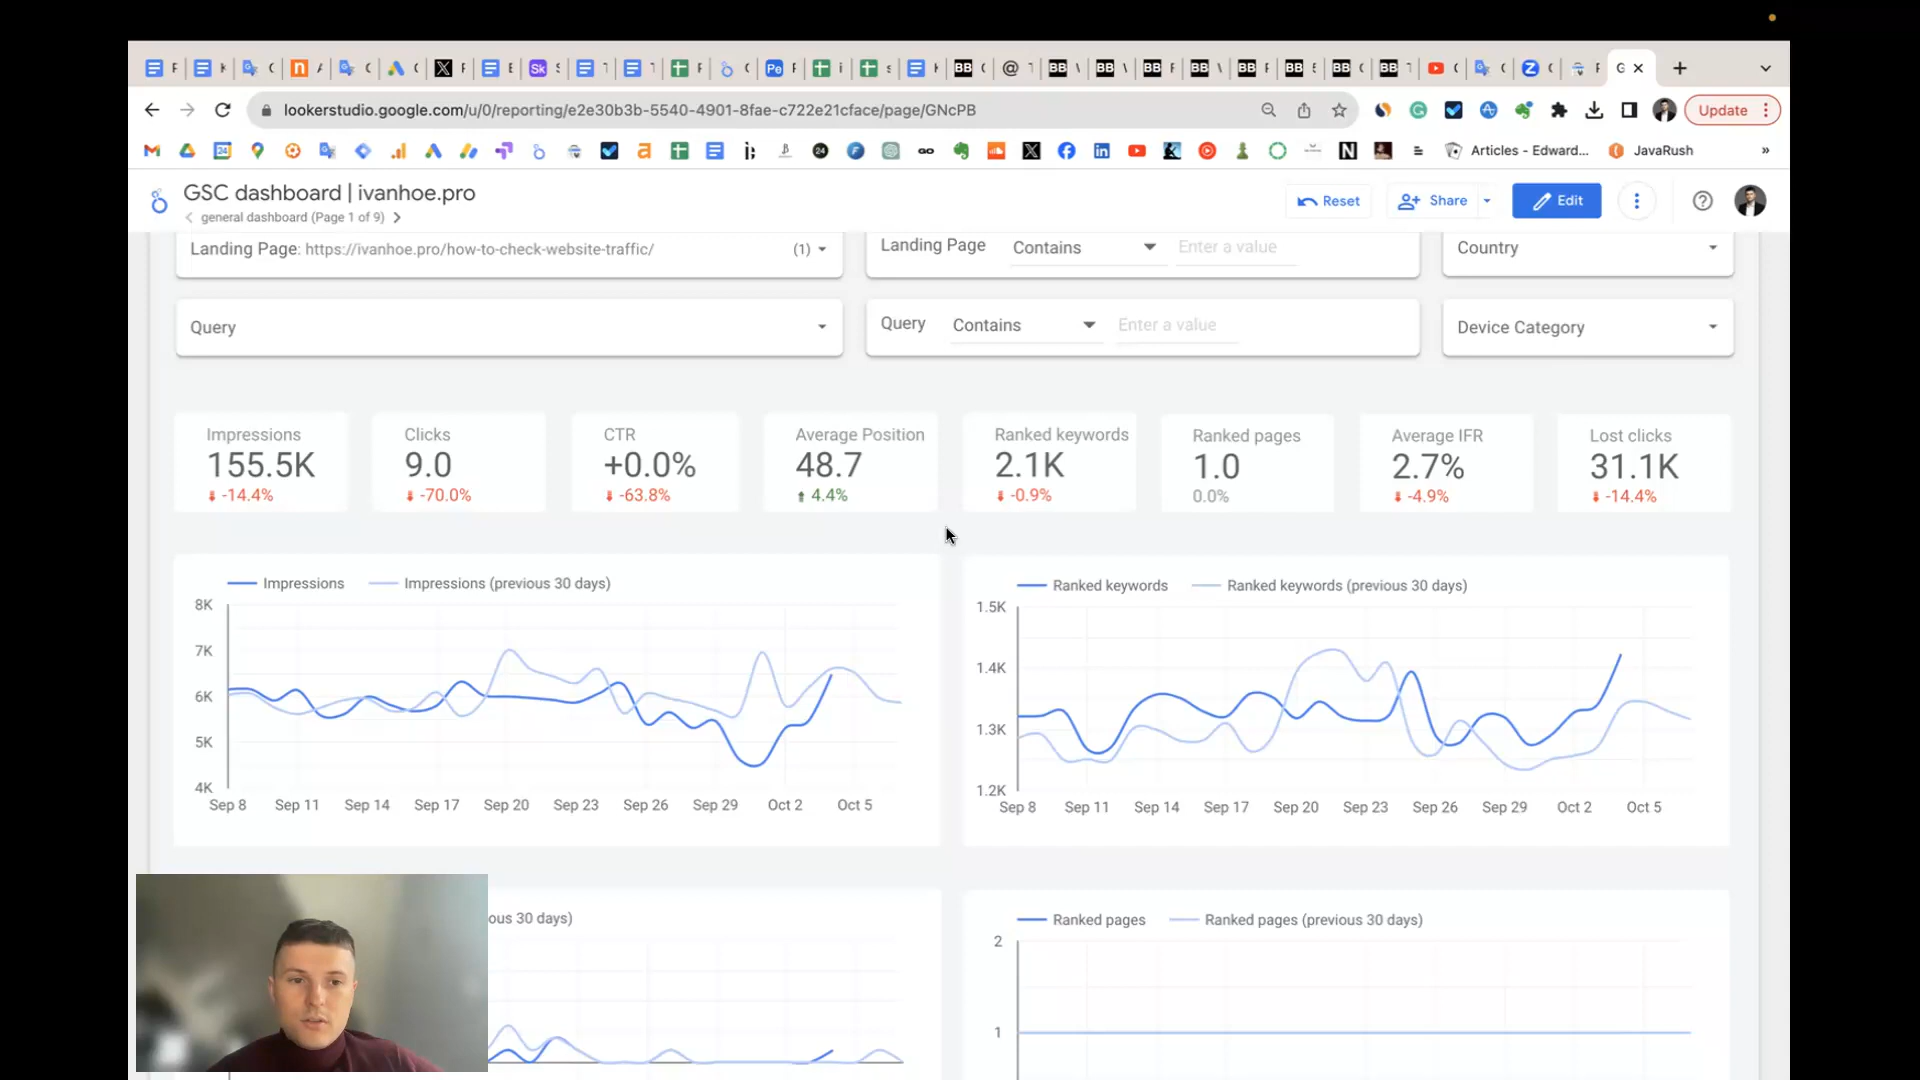 lookerstudio.google.com/u/0/reporting/e2e30b3b-5540-4901-8fae-c722e21cface/page/GNcPB
Update
Articles - Edward...
JavaRush
»
GSC dashboard | ivanhoe.pro
general dashboard (Page 1 of 9)
Reset
Share
Edit
Landing Page: https://ivanhoe.pro/how-to-check-website-traffic/ (1)
Landing Page Contains Enter a value
Country
Query
Query Contains Enter a value
Device Category
Impressions
155.5K
-14.4%
Clicks
9.0
-70.0%
CTR
+0.0%
-63.8%
Average Position
48.7
4.4%
Ranked keywords
2.1K
-0.9%
Ranked pages
1.0
0.0%
Average IFR
2.7%
-4.9%
Lost clicks
31.1K
-14.4%
Impressions Impressions (previous 30 days)
8K
7K
6K
5K
4K
Sep 8 Sep 11 Sep 14 Sep 17 Sep 20 Sep 23 Sep 26 Sep 29 Oct 2 Oct 5
Ranked keywords Ranked keywords (previous 30 days)
1.5K
1.4K
1.3K
1.2K
Sep 8 Sep 11 Sep 14 Sep 17 Sep 20 Sep 23 Sep 26 Sep 29 Oct 2 Oct 5
ous 30 days)
Ranked pages Ranked pages (previous 30 days)
2
1